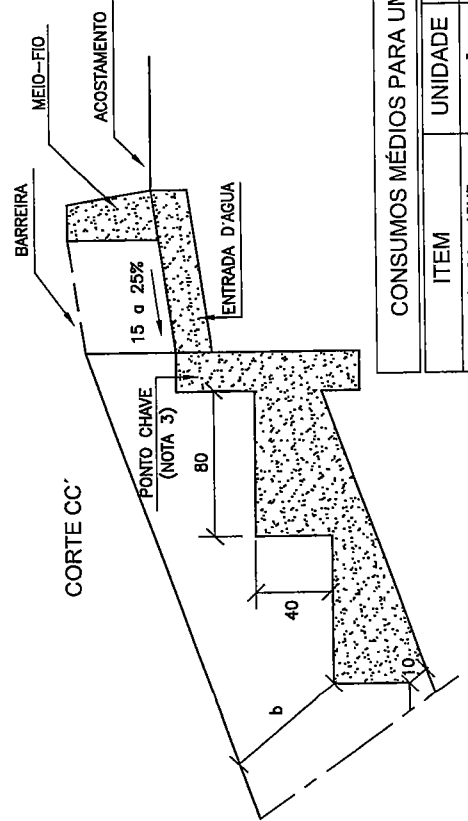 CORTE CC'
BARREIRA
MEIO-FIO
ACOSTAMENTO
15 a 25%
ENTRADA D'AGUA
PONTO CHAVE
(NOTA 3)
80
40
b
10
CONSUMOS MÉDIOS PARA UM
ITEM
UNIDADE